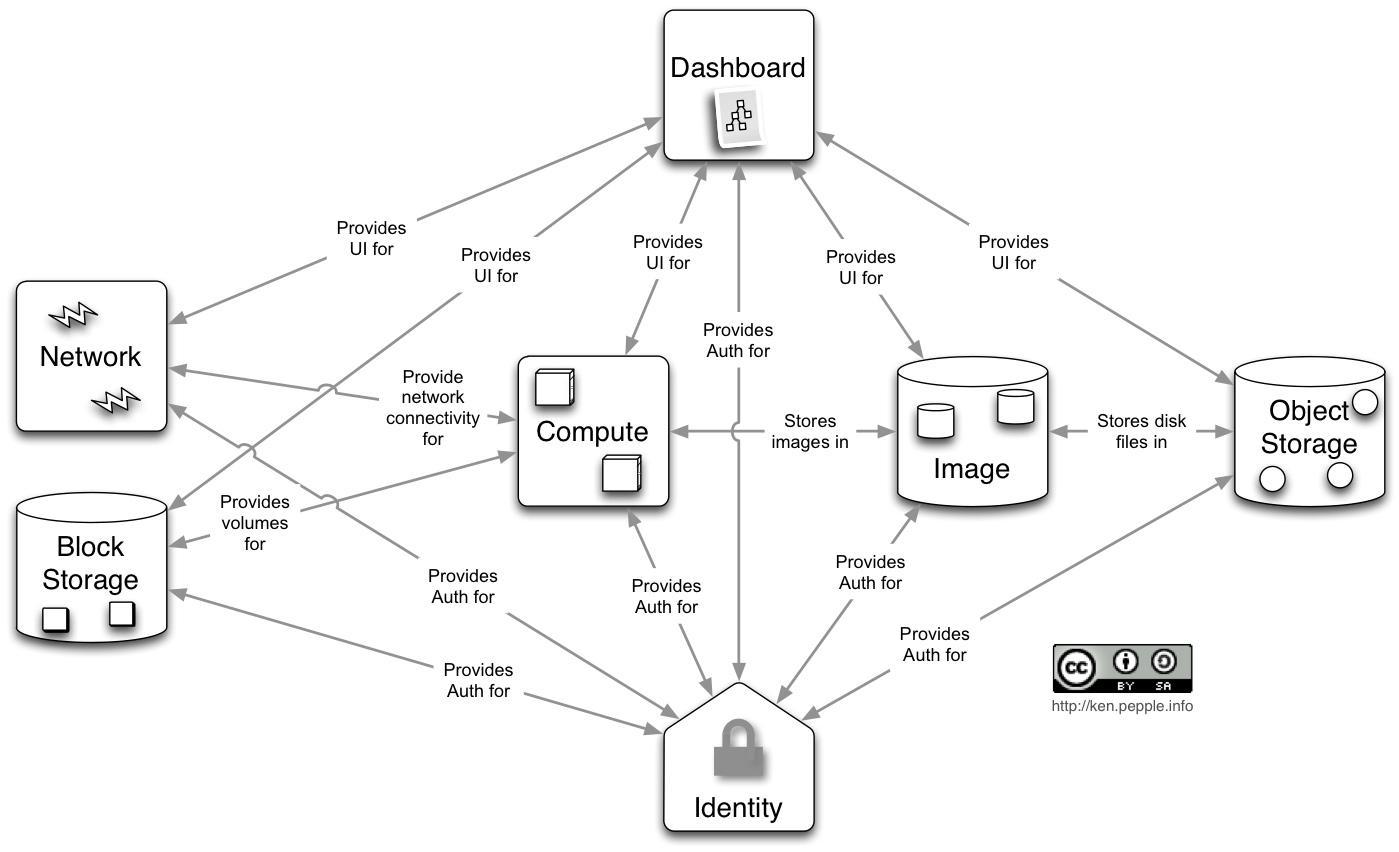 Dashboard
Provides
UI for
Provides
UI for
Provides
UI for
Provides
UI for
Provides
UI for
Provides
Auth for
Network
Provide
network
connectivity
for
Compute
Stores
images in
Image
Stores disk
files in
Object
Storage
Block
Storage
Provides
volumes
for
Provides
Auth for
Provides
Auth for
Provides
Auth for
Provides
Auth for
Provides
Auth for
Identity
cc
BY SA
http://ken.pepple.info